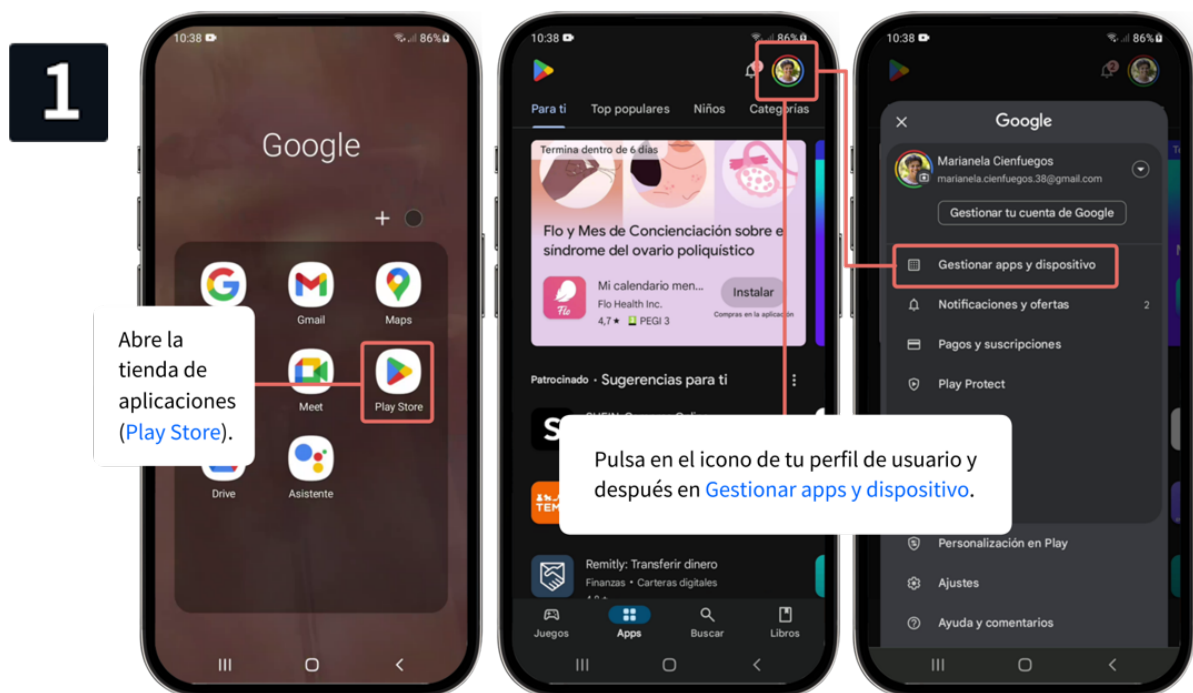 1
10:38
86%
Google
+
Gmail
Maps
Meet
Play Store
Drive
Asistente
Abre la
tienda de
aplicaciones
(Play Store).
10:38
86%
Para ti
Top populares
Niños
Categorías
Termina dentro de 6 días
Flo y Mes de Concienciación sobre e
síndrome del ovario poliquístico
Flo
Mi calendario men...
Flo Health Inc.
4,7★ PEGI 3
Instalar
Compras en la aplicación
Patrocinado · Sugerencias para ti
S
TEM
Pulsa en el icono de tu perfil de usuario y
después en Gestionar apps y dispositivo.
Remitly: Transferir dinero
Finanzas • Carteras digitales
Juegos
Apps
Buscar
Libros
10:38
86%
2
Google
Marianela Cienfuegos
marianela.cienfuegos.38@gmail.com
Gestionar tu cuenta de Google
Gestionar apps y dispositivo
Notificaciones y ofertas 2
Pagos y suscripciones
Play Protect
Personalización en Play
Ajustes
Ayuda y comentarios